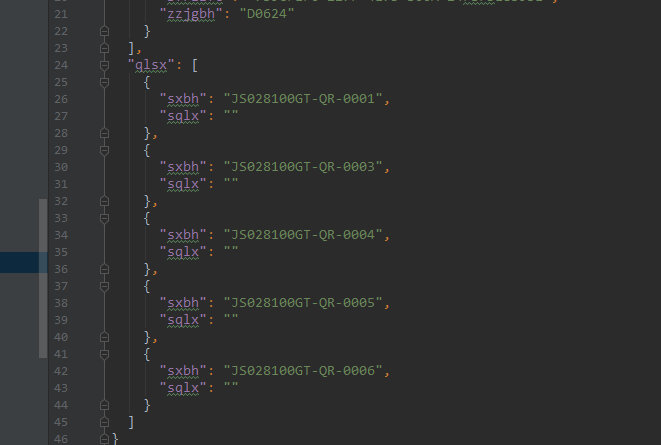 21 "zzjgbh": "D0624"
22 }
23 ],
24 "qlsx": [
25 {
26 "sxbh": "JS028100GT-QR-0001",
27 "sqlx": ""
28 },
29 {
30 "sxbh": "JS028100GT-QR-0003",
31 "sqlx": ""
32 },
33 {
34 "sxbh": "JS028100GT-QR-0004",
35 "sqlx": ""
36 },
37 {
38 "sxbh": "JS028100GT-QR-0005",
39 "sqlx": ""
40 },
41 {
42 "sxbh": "JS028100GT-QR-0006",
43 "sqlx": ""
44 }
45 ]
46 }